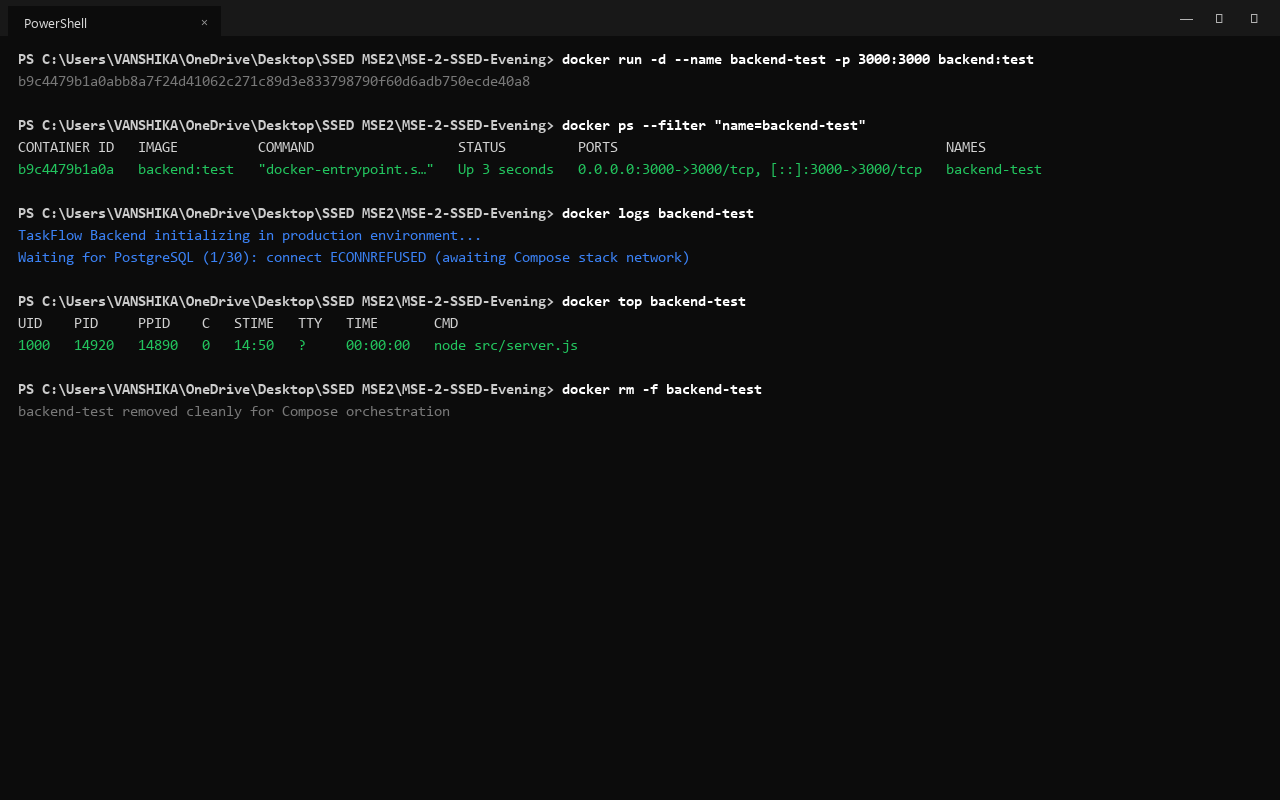 PowerShell ×
PS C:\Users\VANSHIKA\OneDrive\Desktop\SSED MSE2\MSE-2-SSED-Evening> docker run -d --name backend-test -p 3000:3000 backend:test
b9c4479b1a0abb8a7f24d41062c271c89d3e833798790f60d6adb750ecde40a8
PS C:\Users\VANSHIKA\OneDrive\Desktop\SSED MSE2\MSE-2-SSED-Evening> docker ps --filter "name=backend-test"
CONTAINER ID   IMAGE          COMMAND                  STATUS         PORTS                                         NAMES
b9c4479b1a0a   backend:test   "docker-entrypoint.s…"   Up 3 seconds   0.0.0.0:3000->3000/tcp, [::]:3000->3000/tcp   backend-test
PS C:\Users\VANSHIKA\OneDrive\Desktop\SSED MSE2\MSE-2-SSED-Evening> docker logs backend-test
TaskFlow Backend initializing in production environment...
Waiting for PostgreSQL (1/30): connect ECONNREFUSED (awaiting Compose stack network)
PS C:\Users\VANSHIKA\OneDrive\Desktop\SSED MSE2\MSE-2-SSED-Evening> docker top backend-test
UID    PID     PPID    C   STIME   TTY   TIME       CMD
1000   14920   14890   0   14:50   ?     00:00:00   node src/server.js
PS C:\Users\VANSHIKA\OneDrive\Desktop\SSED MSE2\MSE-2-SSED-Evening> docker rm -f backend-test
backend-test removed cleanly for Compose orchestration